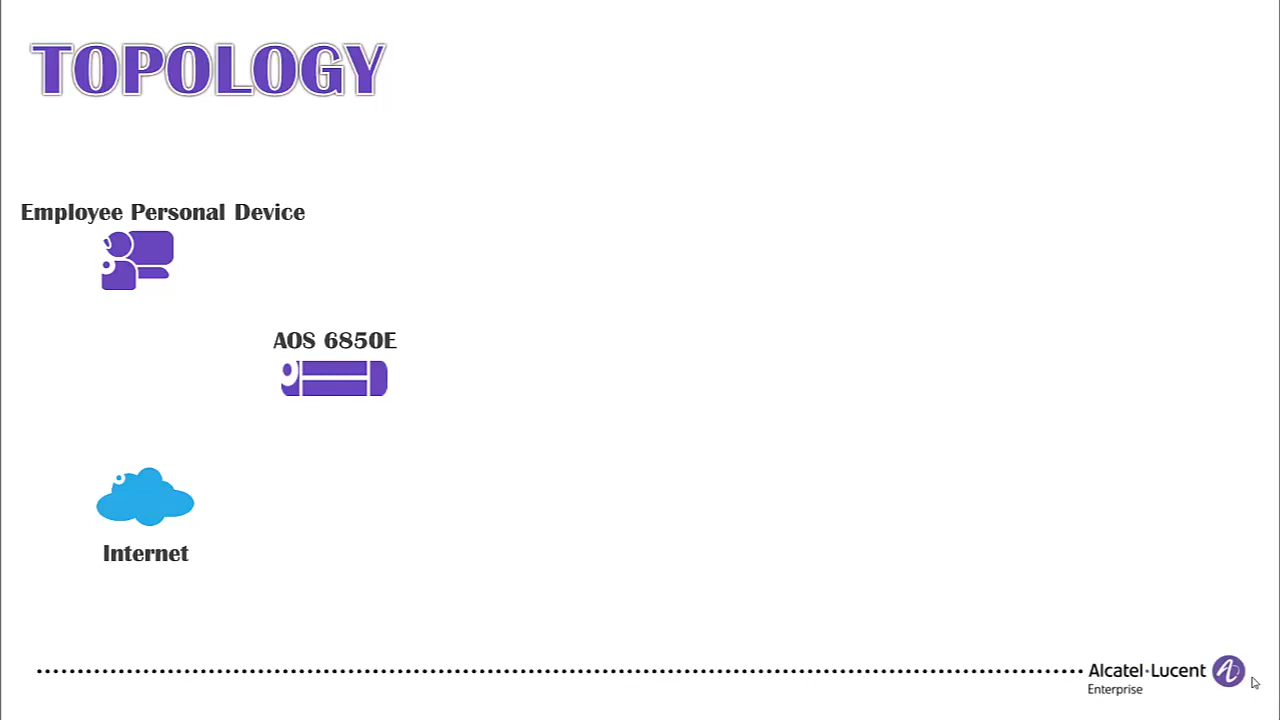 TOPOLOGY
Employee Personal Device
AOS 6850E
Internet
Alcatel·Lucent
Enterprise